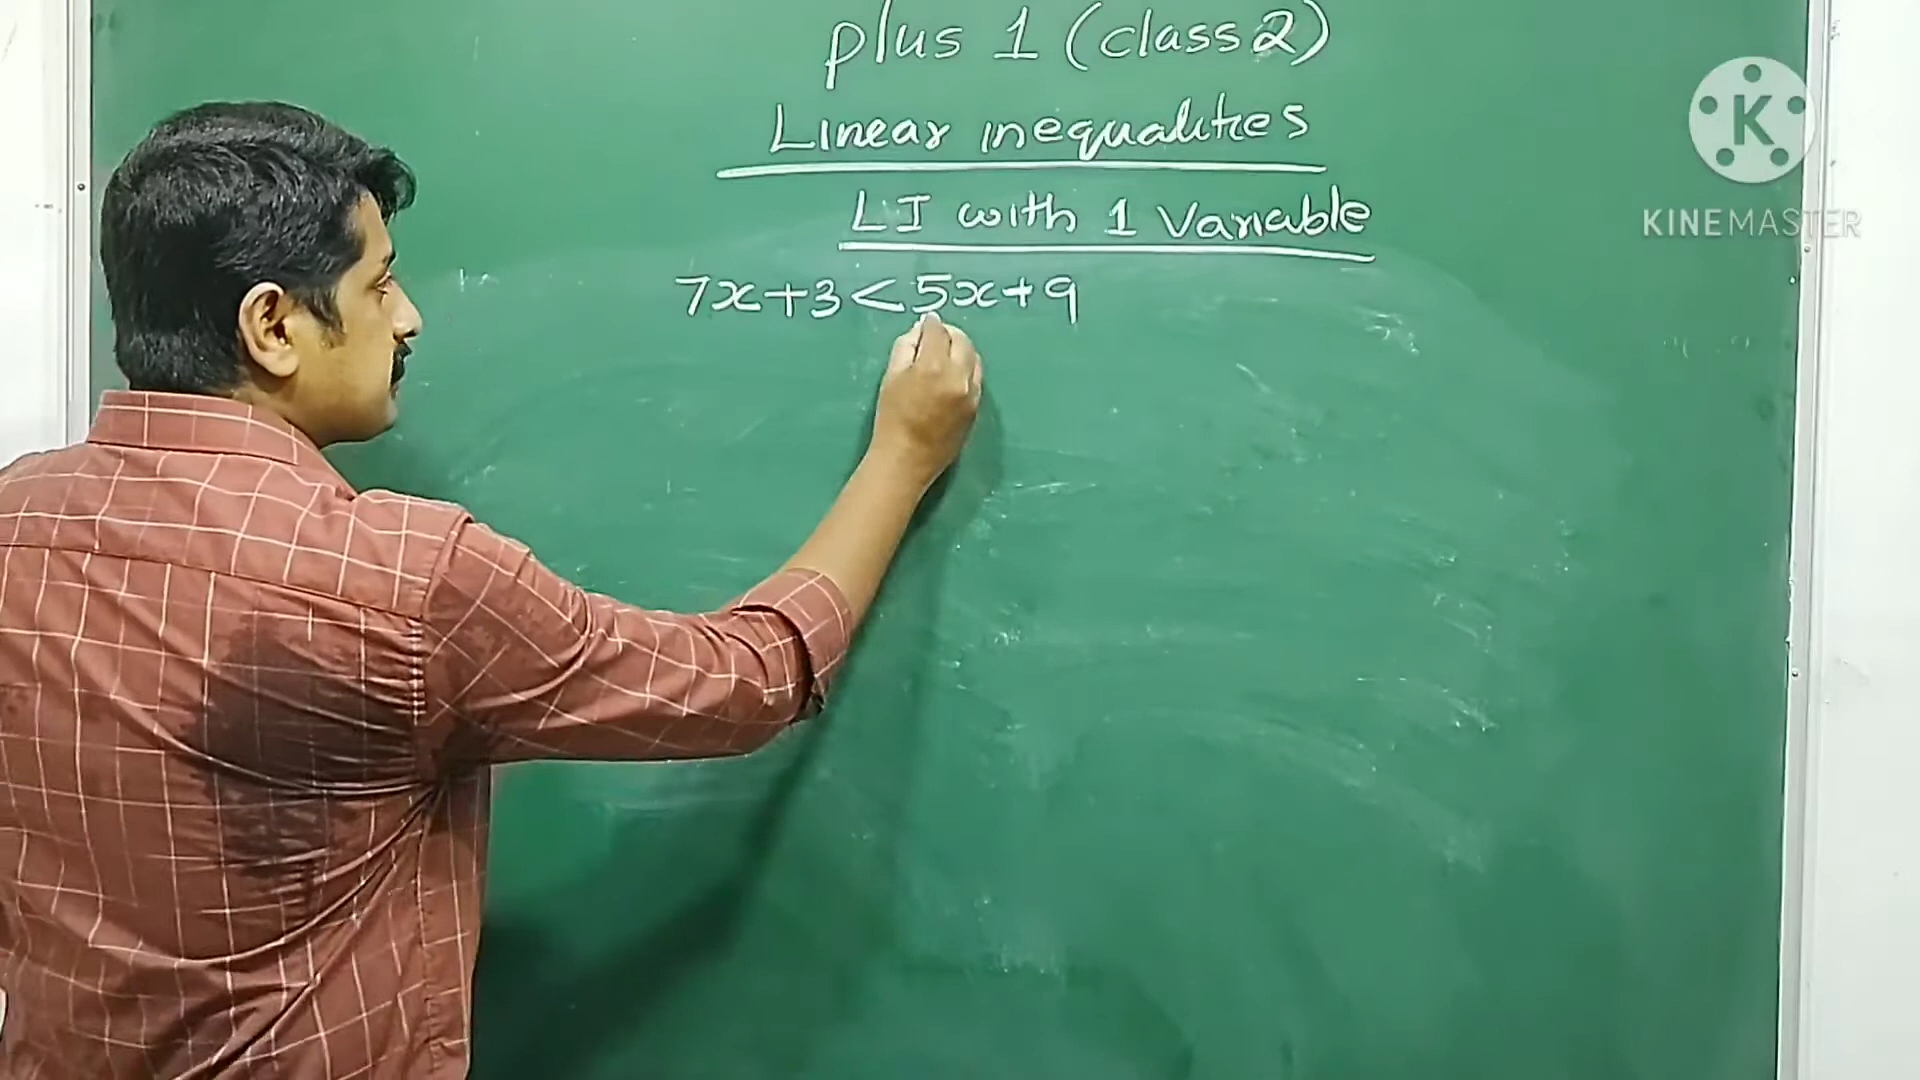 plus 1 (class 2)
Linear inequalities
LI with 1 Variable
7x+3<5x+9
K
KINEMASTER